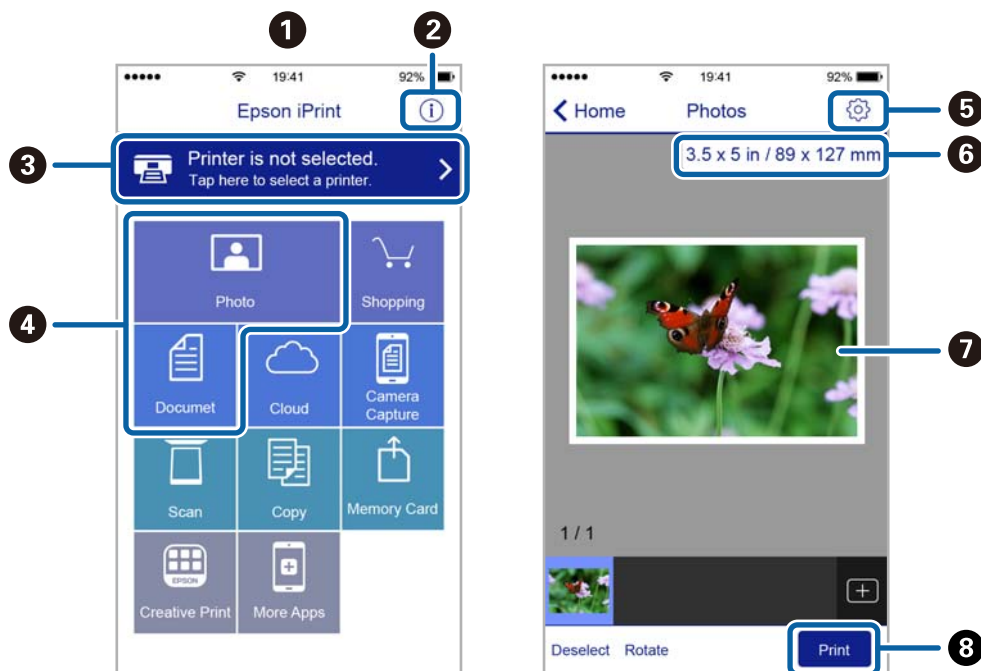 1
2
19:41
92%
Epson iPrint
i
3
Printer is not selected.
Tap here to select a printer.
4
Photo
Shopping
Documet
Cloud
Camera
Capture
Scan
Copy
Memory Card
EPSON
Creative Print
More Apps
19:41
92%
Home
Photos
5
3.5 x 5 in / 89 x 127 mm
6
7
1 / 1
Deselect
Rotate
Print
8